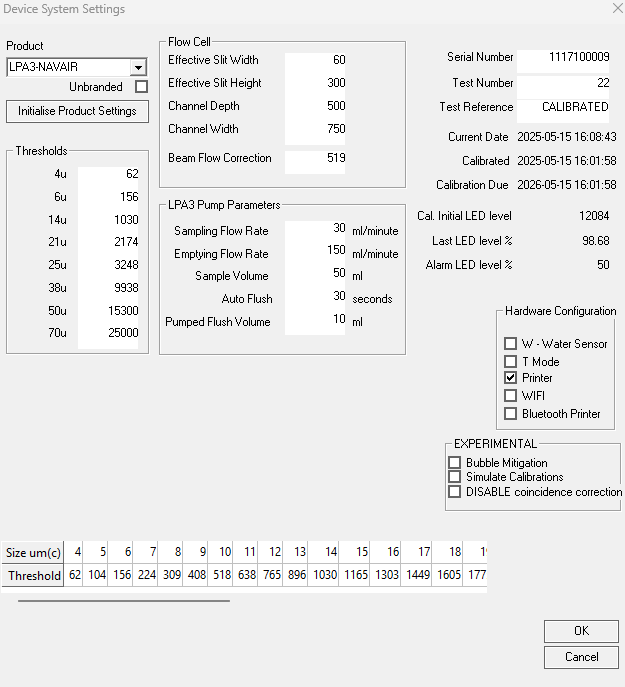 Device System Settings
Product
LPA3-NAVAIR
Unbranded
Initialise Product Settings
Thresholds
4u 62
6u 156
14u 1030
21u 2174
25u 3248
38u 9938
50u 15300
70u 25000
Flow Cell
Effective Slit Width 60
Effective Slit Height 300
Channel Depth 500
Channel Width 750
Beam Flow Correction 519
LPA3 Pump Parameters
Sampling Flow Rate 30 ml/minute
Emptying Flow Rate 150 ml/minute
Sample Volume 50 ml
Auto Flush 30 seconds
Pumped Flush Volume 10 ml
Serial Number 1117100009
Test Number 22
Test Reference CALIBRATED
Current Date 2025-05-15 16:08:43
Calibrated 2025-05-15 16:01:58
Calibration Due 2026-05-15 16:01:58
Cal. Initial LED level 12084
Last LED level % 98.68
Alarm LED level % 50
Hardware Configuration
W - Water Sensor
T Mode
Printer
WIFI
Bluetooth Printer
EXPERIMENTAL
Bubble Mitigation
Simulate Calibrations
DISABLE coincidence correction
Size um(c) 4 5 6 7 8 9 10 11 12 13 14 15 16 17 18
Threshold 62 104 156 224 309 408 518 638 765 896 1030 1165 1303 1449 1605 177
OK
Cancel